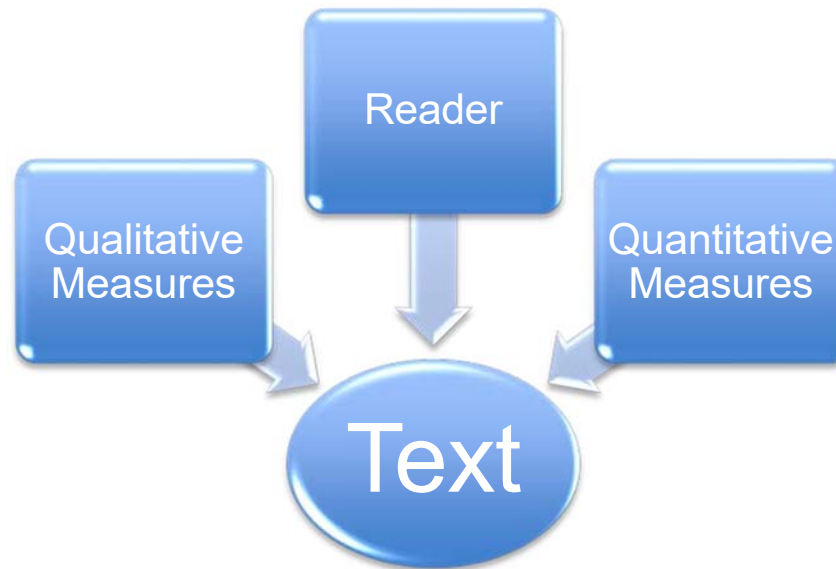 Reader
Qualitative
Measures
Quantitative
Measures
Text